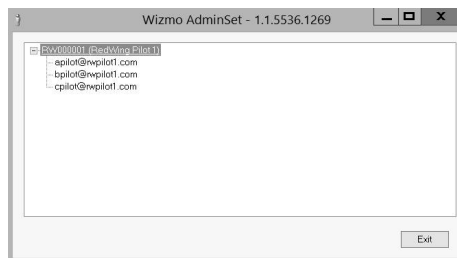 Wizmo AdminSet - 1.1.5536.1269
RW000001 (RedWing Pilot 1)
apilot@rwpilot1.com
bpilot@rwpilot1.com
cpilot@rwpilot1.com
Exit